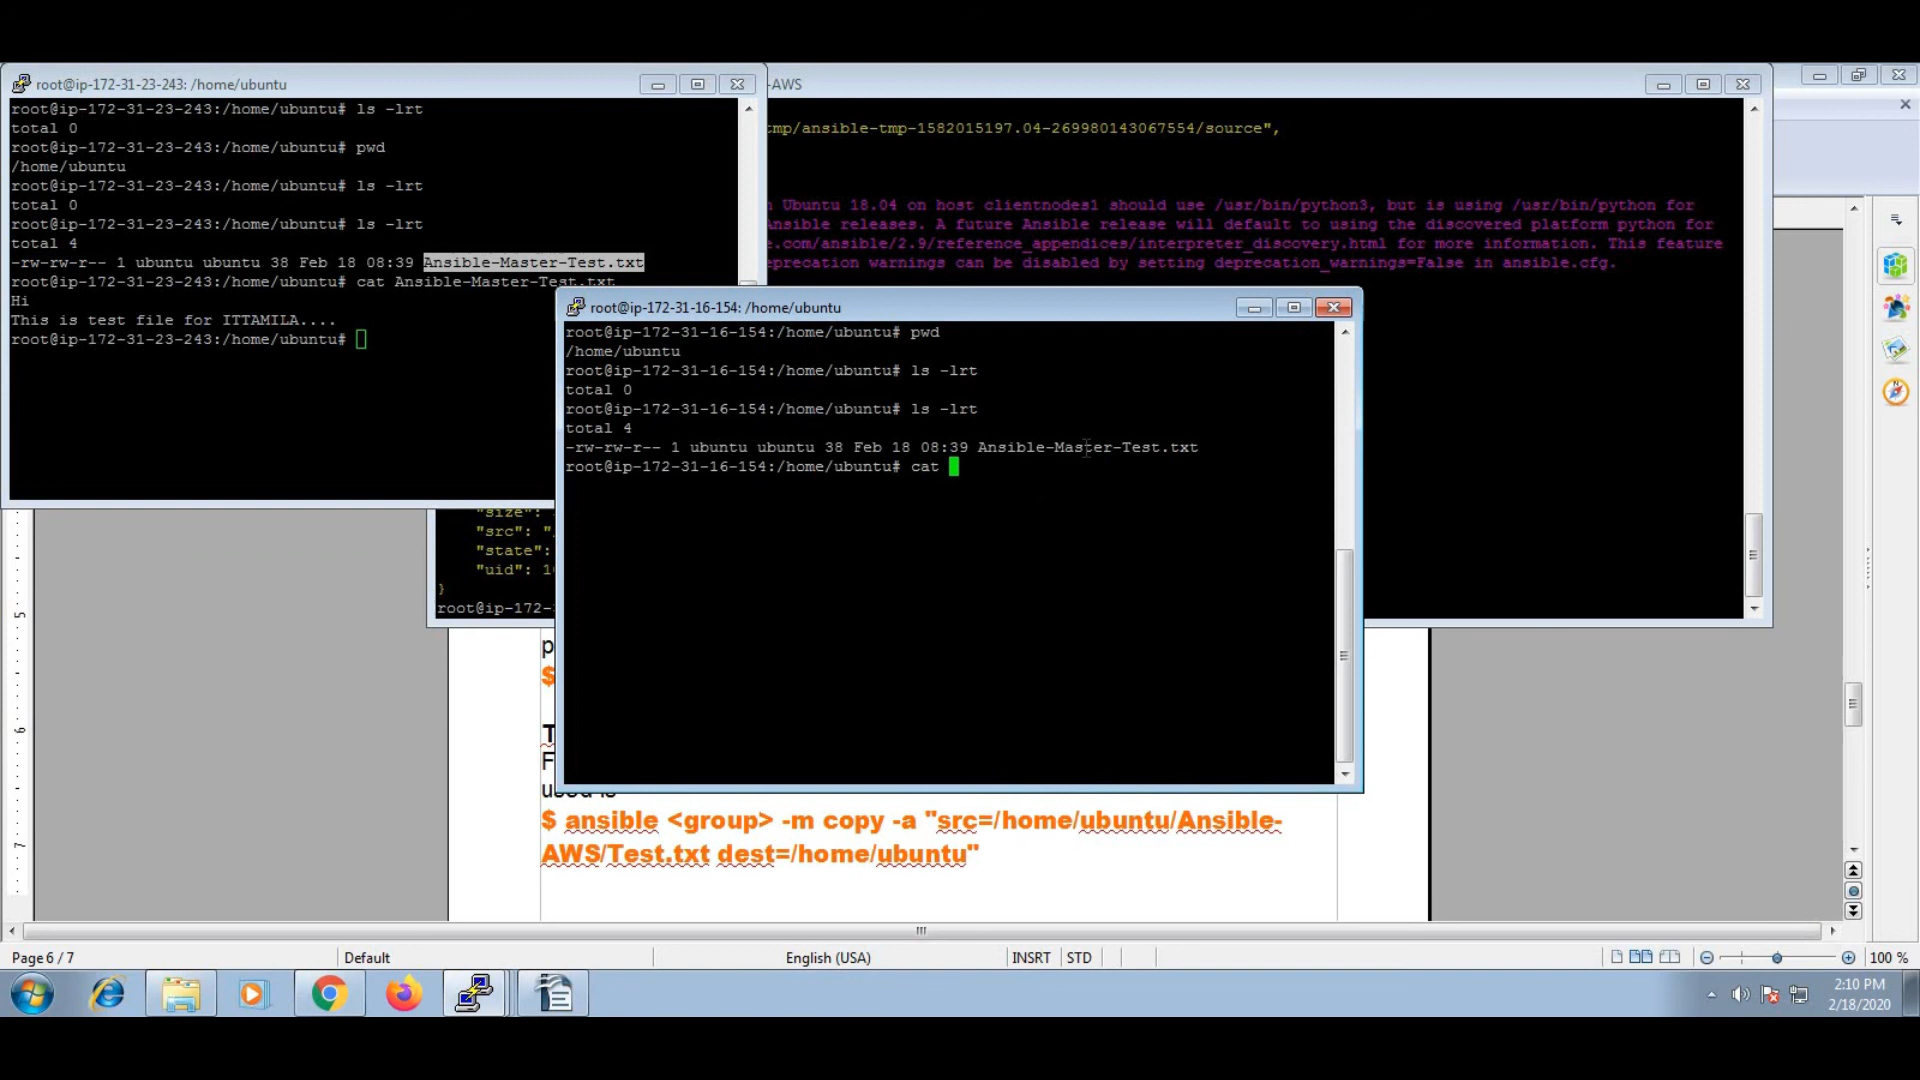 root@ip-172-31-23-243: /home/ubuntu
root@ip-172-31-23-243:/home/ubuntu# ls -lrt
total 0
root@ip-172-31-23-243:/home/ubuntu# pwd
/home/ubuntu
root@ip-172-31-23-243:/home/ubuntu# ls -lrt
total 0
root@ip-172-31-23-243:/home/ubuntu# ls -lrt
total 4
-rw-rw-r-- 1 ubuntu ubuntu 38 Feb 18 08:39 Ansible-Master-Test.txt
root@ip-172-31-23-243:/home/ubuntu# cat Ansible-Master-Test.txt
Hi
This is test file for ITTAMILA....
root@ip-172-31-23-243:/home/ubuntu#
-AWS
tmp/ansible-tmp-1582015197.04-269980143067554/source",
Ubuntu 18.04 on host clientnodes1 should use /usr/bin/python3, but is using /usr/bin/python for
Ansible releases. A future Ansible release will default to using the discovered platform python for
e.com/ansible/2.9/reference_appendices/interpreter_discovery.html for more information. This feature
eprecation warnings can be disabled by setting deprecation_warnings=False in ansible.cfg.
"size":
"src": "
"state":
"uid": 1
}
root@ip-172-
root@ip-172-31-16-154: /home/ubuntu
root@ip-172-31-16-154:/home/ubuntu# pwd
/home/ubuntu
root@ip-172-31-16-154:/home/ubuntu# ls -lrt
total 0
root@ip-172-31-16-154:/home/ubuntu# ls -lrt
total 4
-rw-rw-r-- 1 ubuntu ubuntu 38 Feb 18 08:39 Ansible-Master-Test.txt
root@ip-172-31-16-154:/home/ubuntu# cat
p
$
T
F
$ ansible <group> -m copy -a "src=/home/ubuntu/Ansible-
AWS/Test.txt dest=/home/ubuntu"
5
6
7
Page 6 / 7 Default English (USA) INSRT STD 100 %
2:10 PM
2/18/2020